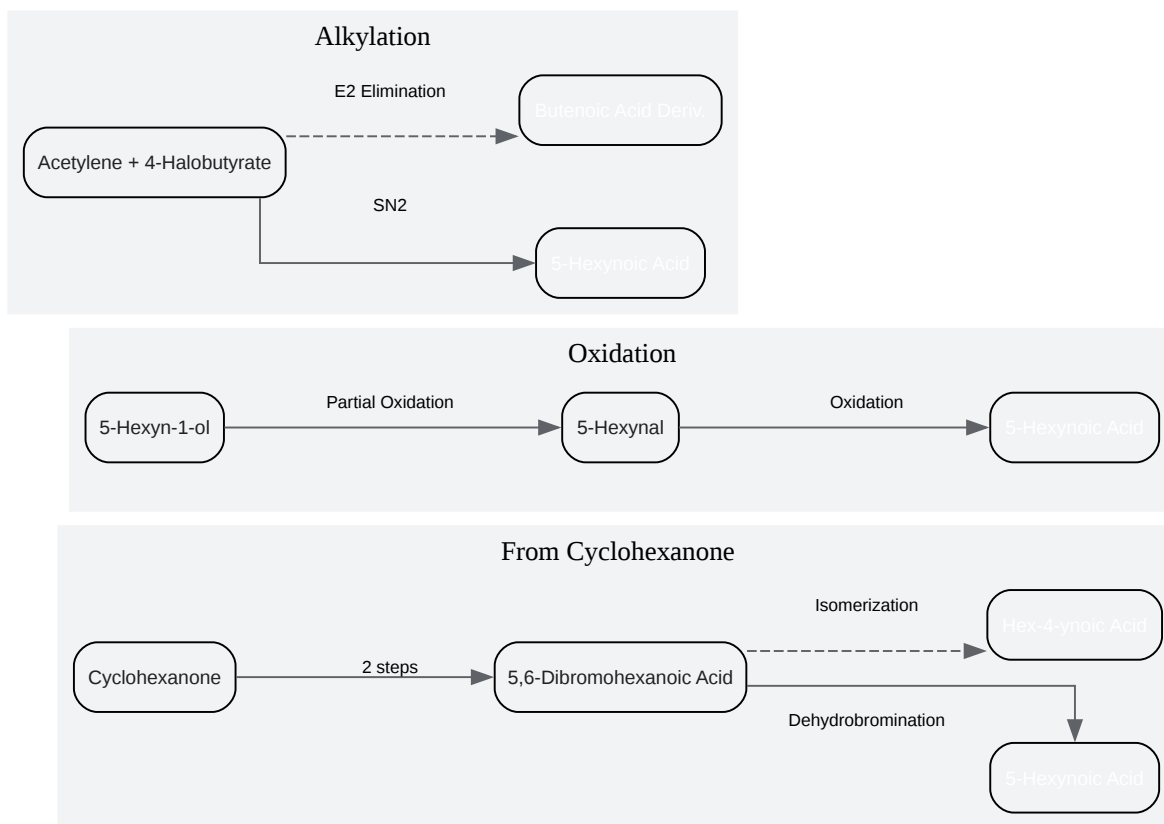 Alkylation
E2 Elimination
Butenoic Acid Deriv.
Acetylene + 4-Halobutyrate
SN2
5-Hexynoic Acid
Oxidation
Partial Oxidation
Oxidation
5-Hexyn-1-ol
5-Hexynal
5-Hexynoic Acid
From Cyclohexanone
Isomerization
Hex-4-ynoic Acid
Cyclohexanone
2 steps
5,6-Dibromohexanoic Acid
Dehydrobromination
5-Hexynoic Acid